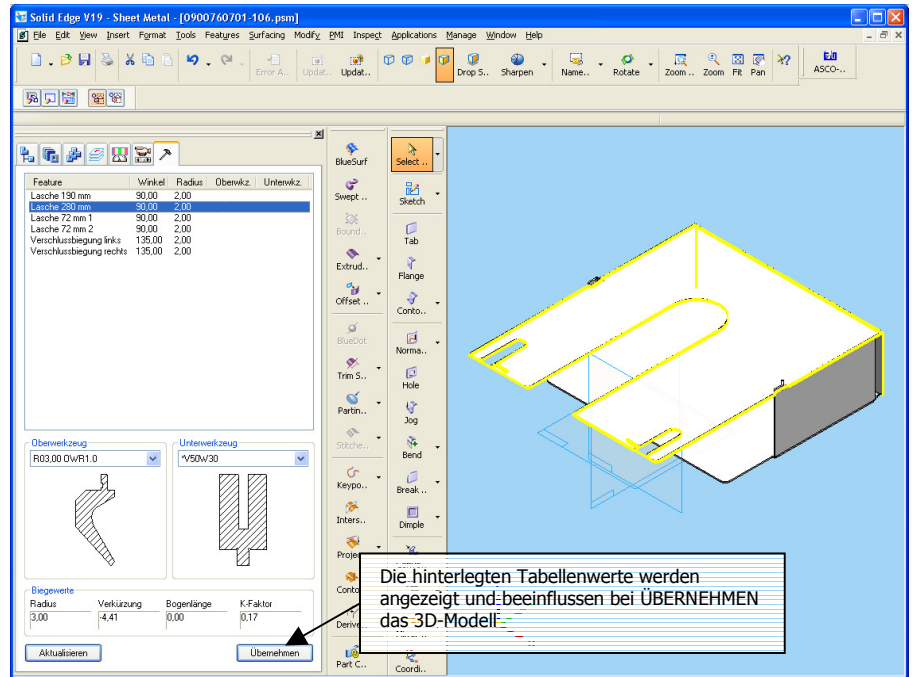 Solid Edge V19 - Sheet Metal - [0900760701-106.psm]
File Edit View Insert Format Tools Features Surfacing Modify PMI Inspect Applications Manage Window Help
Error A.. Updat.. Updat.. Drop S.. Sharpen Name.. Rotate Zoom .. Zoom Fit Pan ASCO-..
Feature Winkel Radius Oberwkz. Unterwkz.
Lasche 190 mm 90,00 2,00
Lasche 280 mm 90,00 2,00
Lasche 72 mm 1 90,00 2,00
Lasche 72 mm 2 90,00 2,00
Verschlussbiegung links 135,00 2,00
Verschlussbiegung rechts 135,00 2,00
Oberwerkzeug
R03,00 OWR1.0
Unterwerkzeug
*V50W30
Biegewerte
Radius Verkürzung Bogenlänge K-Faktor
3,00 -4,41 0,00 0,17
Aktualisieren
Übernehmen
BlueSurf
Swept ..
Bound..
Extrud..
Offset ..
BlueDot
Trim S..
Partin..
Stitche..
Keypo..
Inters..
Projec
Conto
Derive
Part C..
Select ..
Sketch
Tab
Flange
Conto..
Norma..
Hole
Jog
Bend
Break ..
Dimple
Coordi..
Die hinterlegten Tabellenwerte werden
angezeigt und beeinflussen bei ÜBERNEHMEN
das 3D-Modell